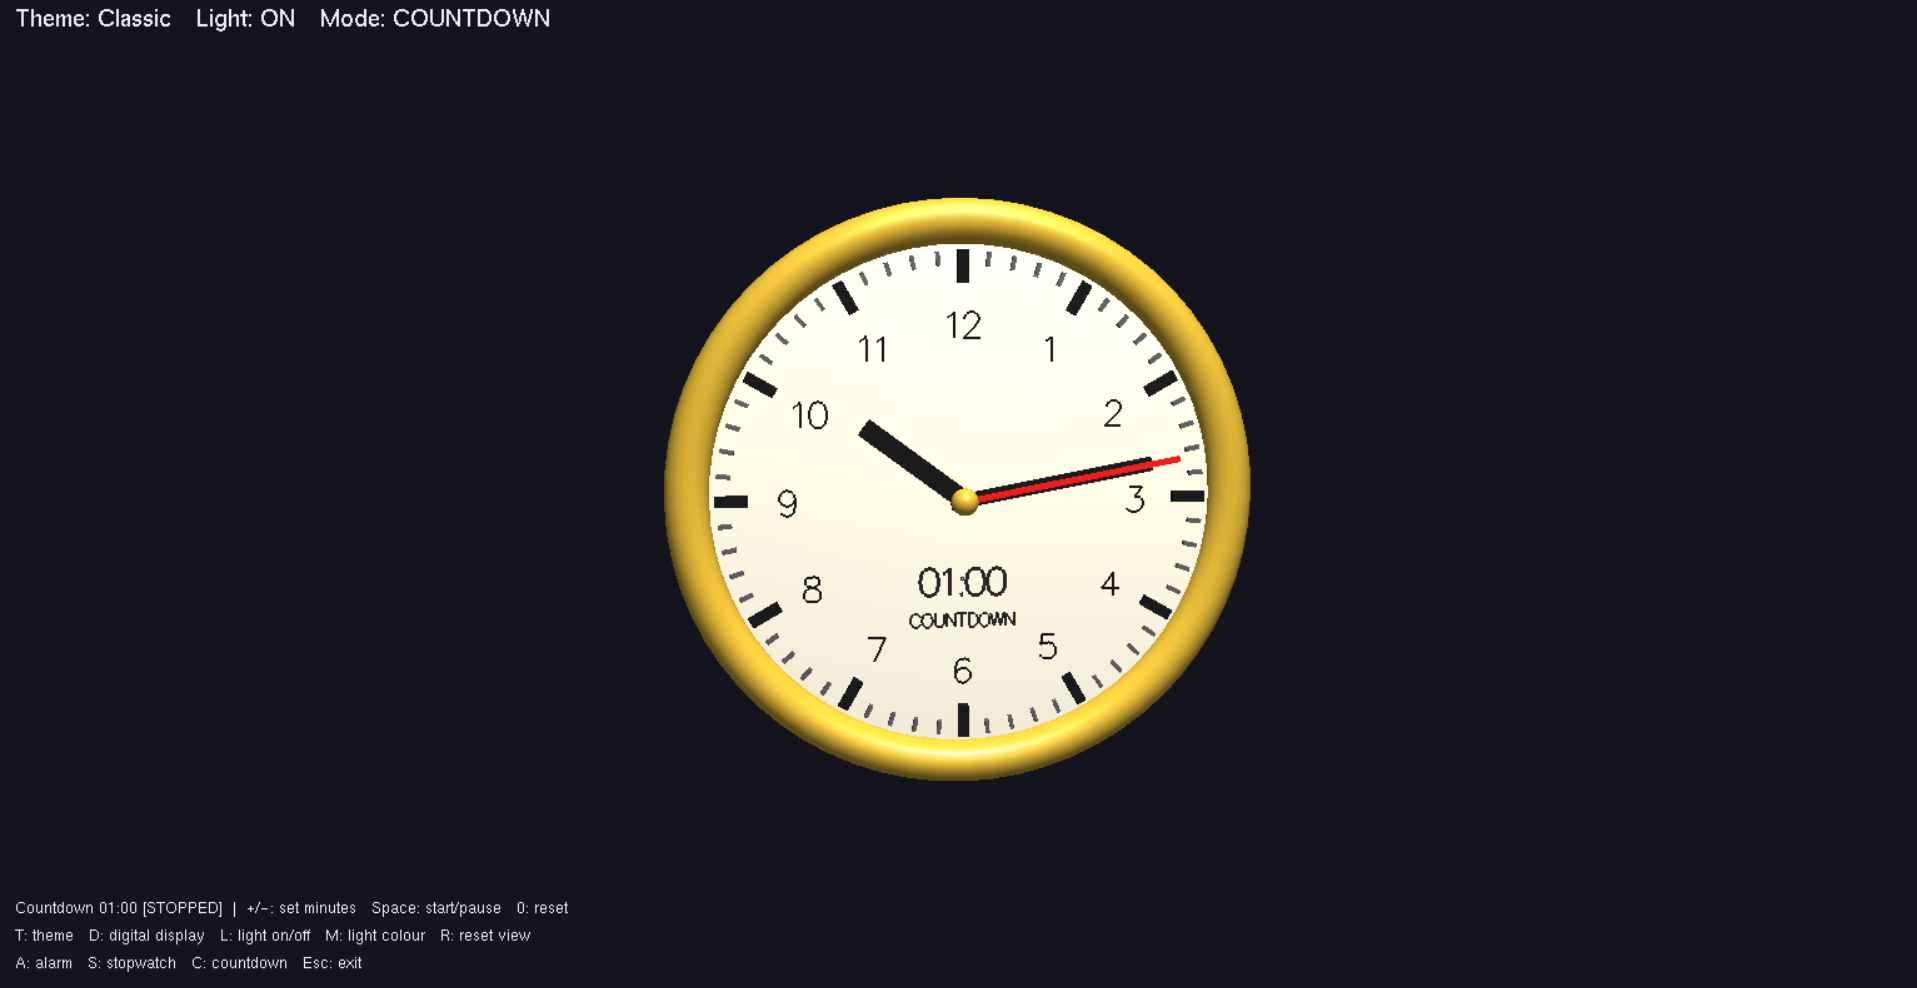 Theme: Classic Light: ON Mode: COUNTDOWN
12
11 1
10 2
9 3
8 4
01:00
COUNTDOWN
7 5
6
Countdown 01:00 [STOPPED] | +/-: set minutes Space: start/pause 0: reset
T: theme D: digital display L: light on/off M: light colour R: reset view
A: alarm S: stopwatch C: countdown Esc: exit